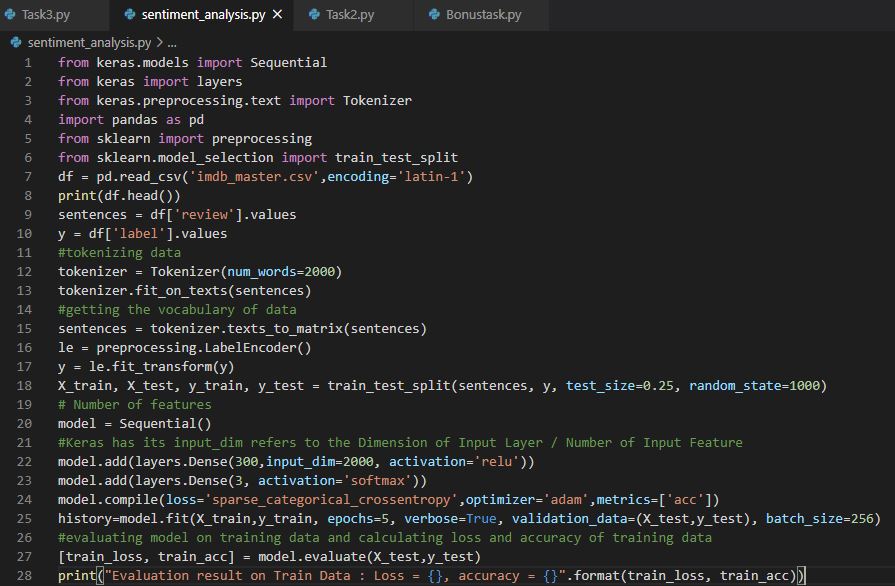 Task3.py sentiment_analysis.py × Task2.py Bonustask.py
sentiment_analysis.py > ...
1 from keras.models import Sequential
2 from keras import layers
3 from keras.preprocessing.text import Tokenizer
4 import pandas as pd
5 from sklearn import preprocessing
6 from sklearn.model_selection import train_test_split
7 df = pd.read_csv('imdb_master.csv',encoding='latin-1')
8 print(df.head())
9 sentences = df['review'].values
10 y = df['label'].values
11 #tokenizing data
12 tokenizer = Tokenizer(num_words=2000)
13 tokenizer.fit_on_texts(sentences)
14 #getting the vocabulary of data
15 sentences = tokenizer.texts_to_matrix(sentences)
16 le = preprocessing.LabelEncoder()
17 y = le.fit_transform(y)
18 X_train, X_test, y_train, y_test = train_test_split(sentences, y, test_size=0.25, random_state=1000)
19 # Number of features
20 model = Sequential()
21 #Keras has its input_dim refers to the Dimension of Input Layer / Number of Input Feature
22 model.add(layers.Dense(300,input_dim=2000, activation='relu'))
23 model.add(layers.Dense(3, activation='softmax'))
24 model.compile(loss='sparse_categorical_crossentropy',optimizer='adam',metrics=['acc'])
25 history=model.fit(X_train,y_train, epochs=5, verbose=True, validation_data=(X_test,y_test), batch_size=256)
26 #evaluating model on training data and calculating loss and accuracy of training data
27 [train_loss, train_acc] = model.evaluate(X_test,y_test)
28 print("Evaluation result on Train Data : Loss = {}, accuracy = {}".format(train_loss, train_acc))